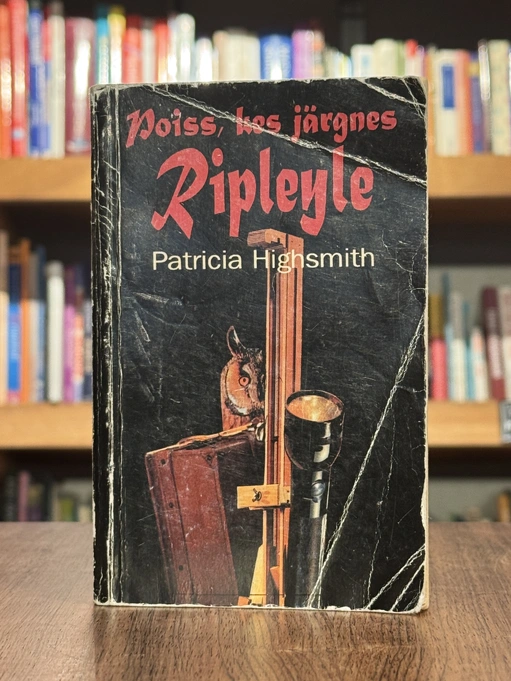 Poiss, kes järgnes
Ripleyle
Patricia Highsmith